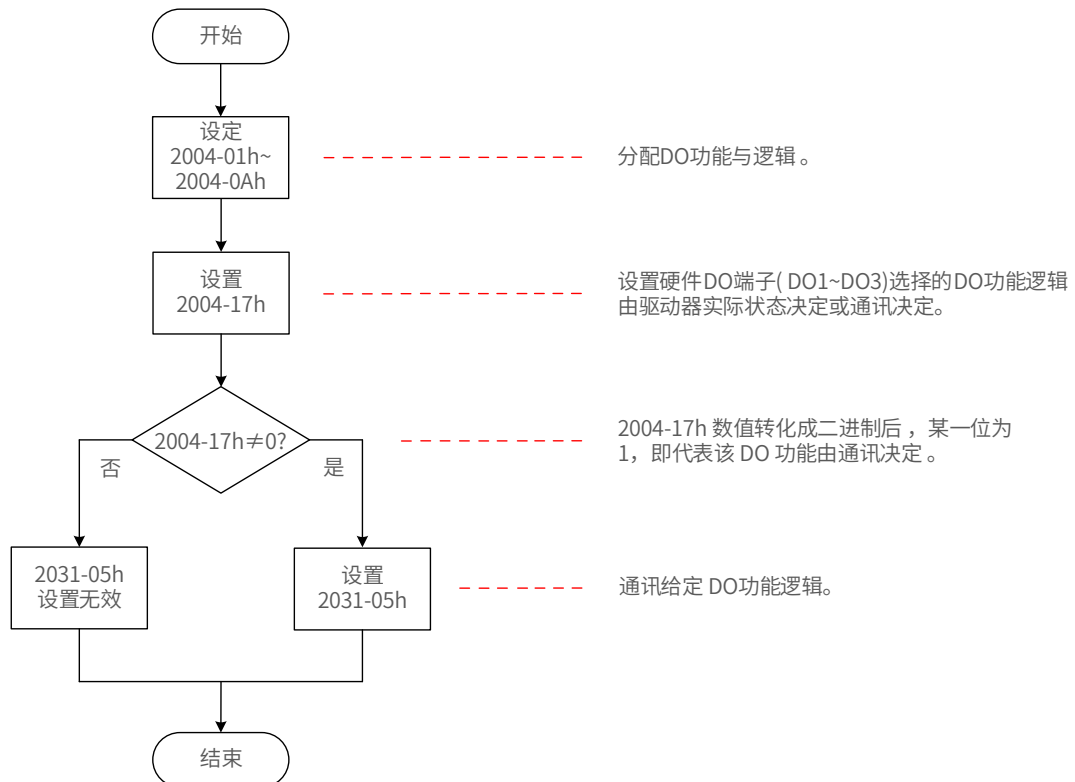 开始
设定
2004-01h~
2004-0Ah
分配DO功能与逻辑 。
设置
2004-17h
设置硬件DO端子( DO1~DO3)选择的DO功能逻辑
由驱动器实际状态决定或通讯决定。
2004-17h≠0?
2004-17h 数值转化成二进制后 ，某一位为
1，即代表该 DO 功能由通讯决定 。
否
是
2031-05h
设置无效
设置
2031-05h
通讯给定 DO功能逻辑。
结束